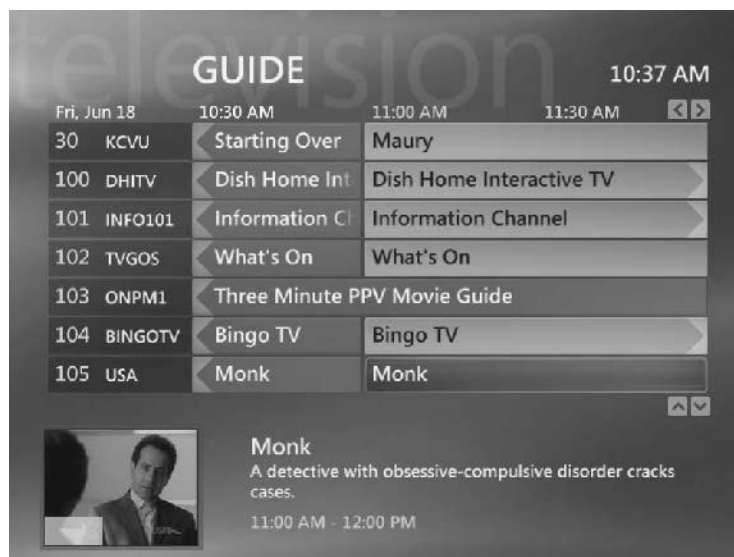 television
GUIDE
10:37 AM
Fri, Jun 18 10:30 AM 11:00 AM 11:30 AM
30 KCVU Starting Over Maury
100 DHITV Dish Home Int Dish Home Interactive TV
101 INFO101 Information Ch Information Channel
102 TVGOS What's On What's On
103 ONPM1 Three Minute PPV Movie Guide
104 BINGOTV Bingo TV Bingo TV
105 USA Monk Monk
Monk
A detective with obsessive-compulsive disorder cracks
cases.
11:00 AM - 12:00 PM